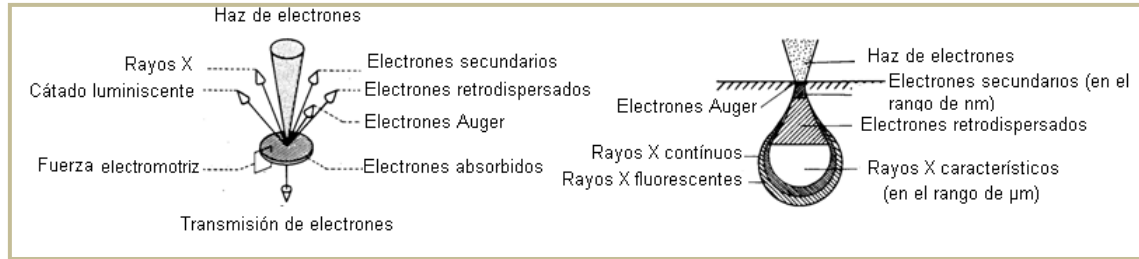 Haz de electrones
Rayos X
Electrones secundarios
Cátado luminiscente
Electrones retrodispersados
Electrones Auger
Fuerza electromotriz
Electrones absorbidos
Transmisión de electrones
Haz de electrones
Electrones secundarios (en el
rango de nm)
Electrones Auger
Electrones retrodispersados
Rayos X contínuos
Rayos X fluorescentes
Rayos X característicos
(en el rango de µm)